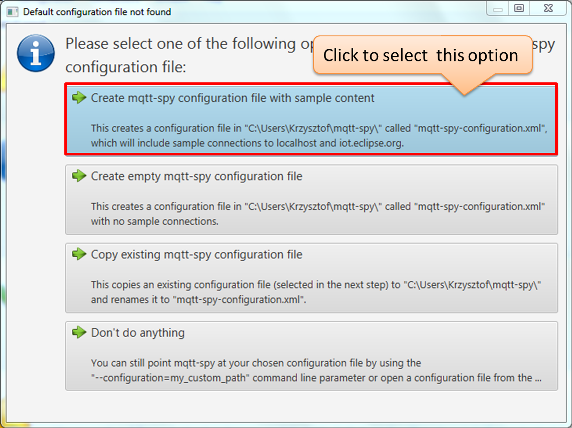 Default configuration file not found
Please select one of the following op
spy
configuration file:
Click to select this option
Create mqtt-spy configuration file with sample content
This creates a configuration file in "C:\Users\Krzysztof\mqtt-spy\" called "mqtt-spy-configuration.xml",
which will include sample connections to localhost and iot.eclipse.org.
Create empty mqtt-spy configuration file
This creates a configuration file in "C:\Users\Krzysztof\mqtt-spy\" called "mqtt-spy-configuration.xml"
with no sample connections.
Copy existing mqtt-spy configuration file
This copies an existing configuration file (selected in the next step) to "C:\Users\Krzysztof\mqtt-spy\"
and renames it to "mqtt-spy-configuration.xml".
Don't do anything
You can still point mqtt-spy at your chosen configuration file by using the
"--configuration=my_custom_path" command line parameter or open a configuration file from the ...